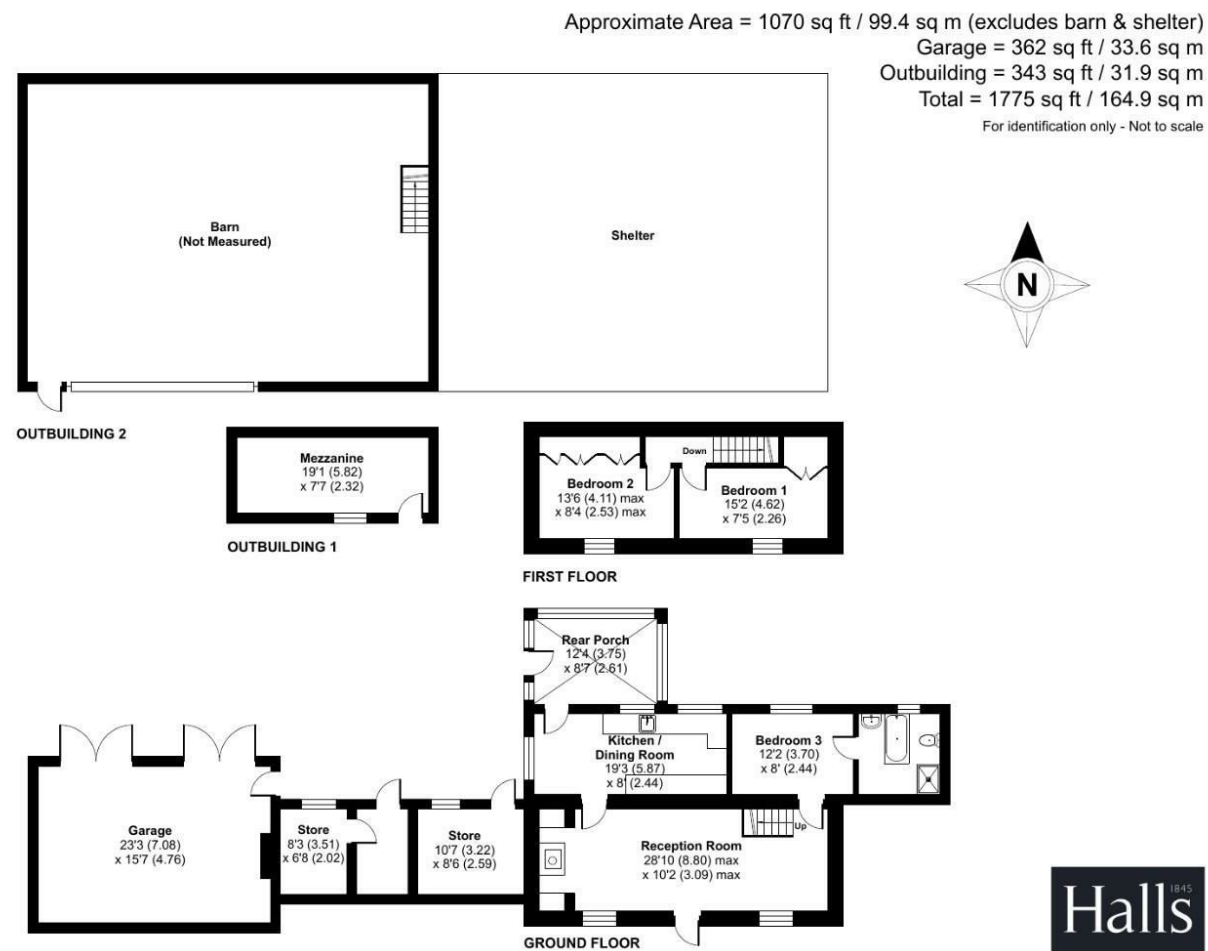 Approximate Area = 1070 sq ft / 99.4 sq m (excludes barn & shelter)
Garage = 362 sq ft / 33.6 sq m
Outbuilding = 343 sq ft / 31.9 sq m
Total = 1775 sq ft / 164.9 sq m
For identification only - Not to scale
Barn
(Not Measured)
Shelter
N
OUTBUILDING 2
Mezzanine
19'1 (5.82)
x 7'7 (2.32)
OUTBUILDING 1
Down
Bedroom 2
13'6 (4.11) max
x 8'4 (2.53) max
Bedroom 1
15'2 (4.62)
x 7'5 (2.26)
FIRST FLOOR
Rear Porch
12'4 (3.75)
x 8'7 (2.61)
Kitchen /
Dining Room
19'3 (5.87)
x 8' (2.44)
Bedroom 3
12'2 (3.70)
x 8' (2.44)
Garage
23'3 (7.08)
x 15'7 (4.76)
Store
8'3 (3.51)
x 6'8 (2.02)
Store
10'7 (3.22)
x 8'6 (2.59)
Up
Reception Room
28'10 (8.80) max
x 10'2 (3.09) max
GROUND FLOOR
1845
Halls